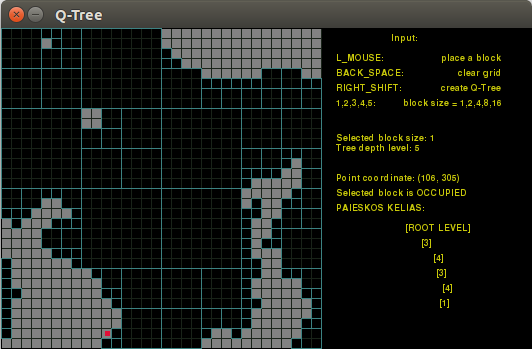 Q-Tree
Input:
L_MOUSE: place a block
BACK_SPACE: clear grid
RIGHT_SHIFT: create Q-Tree
1,2,3,4,5: block size = 1,2,4,8,16
Selected block size: 1
Tree depth level: 5
Point coordinate: (106, 305)
Selected block is OCCUPIED
PAIESKOS KELIAS:
[ROOT LEVEL]
[3]
[4]
[3]
[4]
[1]